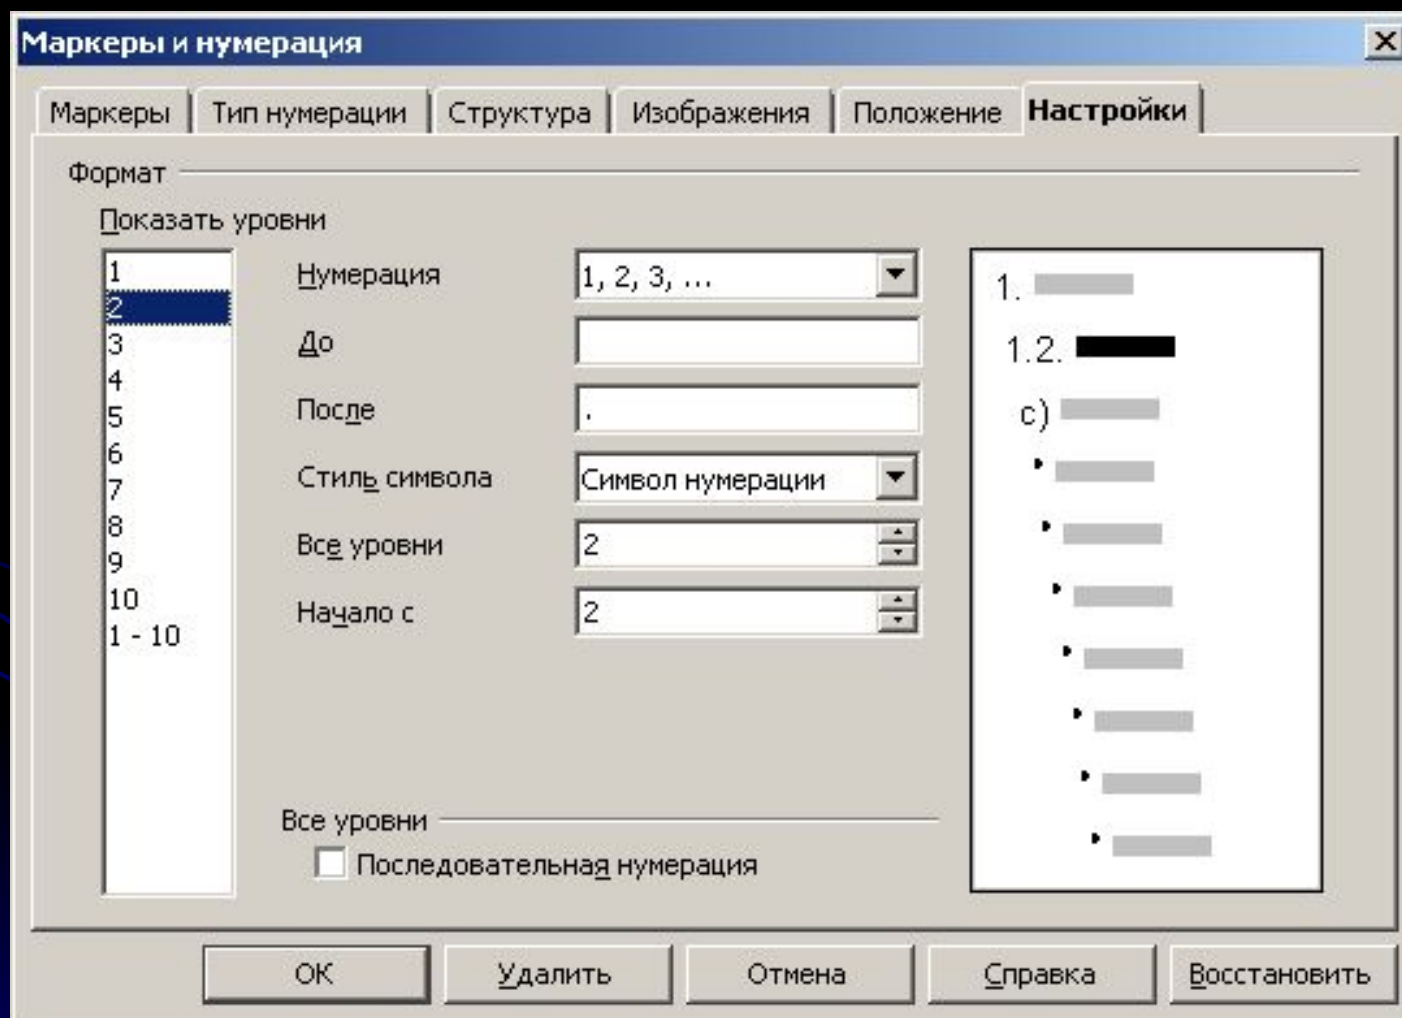 Маркеры и нумерация
Маркеры Тип нумерации Структура Изображения Положение Настройки
Формат
Показать уровни
1
2
3
4
5
6
7
8
9
10
1 - 10
Нумерация 1, 2, 3, ...
До
После .
Стиль символа Символ нумерации
Все уровни 2
Начало с 2
Все уровни
Последовательная нумерация
1.
1.2.
c)
ОК Удалить Отмена Справка Восстановить